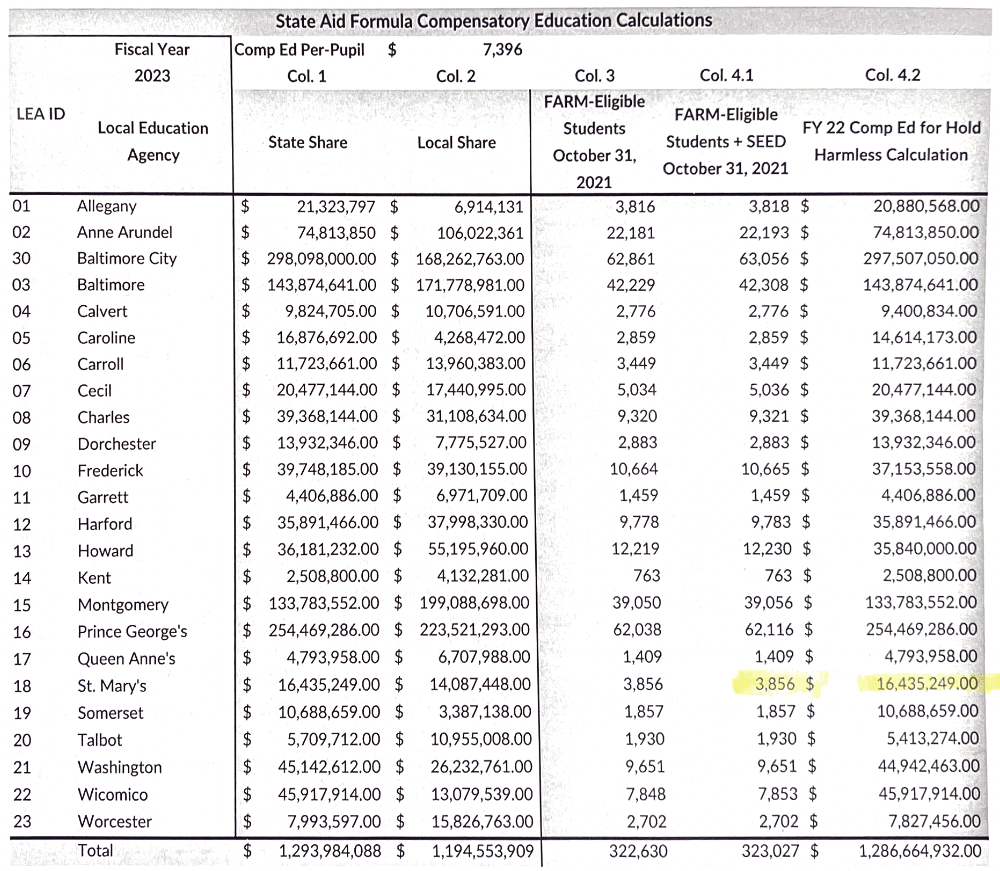 State Aid Formula Compensatory Education Calculations
Fiscal Year Comp Ed Per-Pupil $ 7,396
2023 Col. 1 Col. 2 Col. 3 Col. 4.1 Col. 4.2
LEA ID
Local Education
Agency
State Share
Local Share
FARM-Eligible
Students
October 31,
2021
FARM-Eligible
Students + SEED
October 31, 2021
FY 22 Comp Ed for Hold
Harmless Calculation
01 Allegany $ 21,323,797 $ 6,914,131 3,816 3,818 $ 20,880,568.00
02 Anne Arundel $ 74,813,850 $ 106,022,361 22,181 22,193 $ 74,813,850.00
30 Baltimore City $ 298,098,000.00 $ 168,262,763.00 62,861 63,056 $ 297,507,050.00
03 Baltimore $ 143,874,641.00 $ 171,778,981.00 42,229 42,308 $ 143,874,641.00
04 Calvert $ 9,824,705.00 $ 10,706,591.00 2,776 2,776 $ 9,400,834.00
05 Caroline $ 16,876,692.00 $ 4,268,472.00 2,859 2,859 $ 14,614,173.00
06 Carroll $ 11,723,661.00 $ 13,960,383.00 3,449 3,449 $ 11,723,661.00
07 Cecil $ 20,477,144.00 $ 17,440,995.00 5,034 5,036 $ 20,477,144.00
08 Charles $ 39,368,144.00 $ 31,108,634.00 9,320 9,321 $ 39,368,144.00
09 Dorchester $ 13,932,346.00 $ 7,775,527.00 2,883 2,883 $ 13,932,346.00
10 Frederick $ 39,748,185.00 $ 39,130,155.00 10,664 10,665 $ 37,153,558.00
11 Garrett $ 4,406,886.00 $ 6,971,709.00 1,459 1,459 $ 4,406,886.00
12 Harford $ 35,891,466.00 $ 37,998,330.00 9,778 9,783 $ 35,891,466.00
13 Howard $ 36,181,232.00 $ 55,195,960.00 12,219 12,230 $ 35,840,000.00
14 Kent $ 2,508,800.00 $ 4,132,281.00 763 763 $ 2,508,800.00
15 Montgomery $ 133,783,552.00 $ 199,088,698.00 39,050 39,056 $ 133,783,552.00
16 Prince George's $ 254,469,286.00 $ 223,521,293.00 62,038 62,116 $ 254,469,286.00
17 Queen Anne's $ 4,793,958.00 $ 6,707,988.00 1,409 1,409 $ 4,793,958.00
18 St. Mary's $ 16,435,249.00 $ 14,087,448.00 3,856 3,856 $ 16,435,249.00
19 Somerset $ 10,688,659.00 $ 3,387,138.00 1,857 1,857 $ 10,688,659.00
20 Talbot $ 5,709,712.00 $ 10,955,008.00 1,930 1,930 $ 5,413,274.00
21 Washington $ 45,142,612.00 $ 26,232,761.00 9,651 9,651 $ 44,942,463.00
22 Wicomico $ 45,917,914.00 $ 13,079,539.00 7,848 7,853 $ 45,917,914.00
23 Worcester $ 7,993,597.00 $ 15,826,763.00 2,702 2,702 $ 7,827,456.00
Total $ 1,293,984,088 $ 1,194,553,909 322,630 323,027 $ 1,286,664,932.00